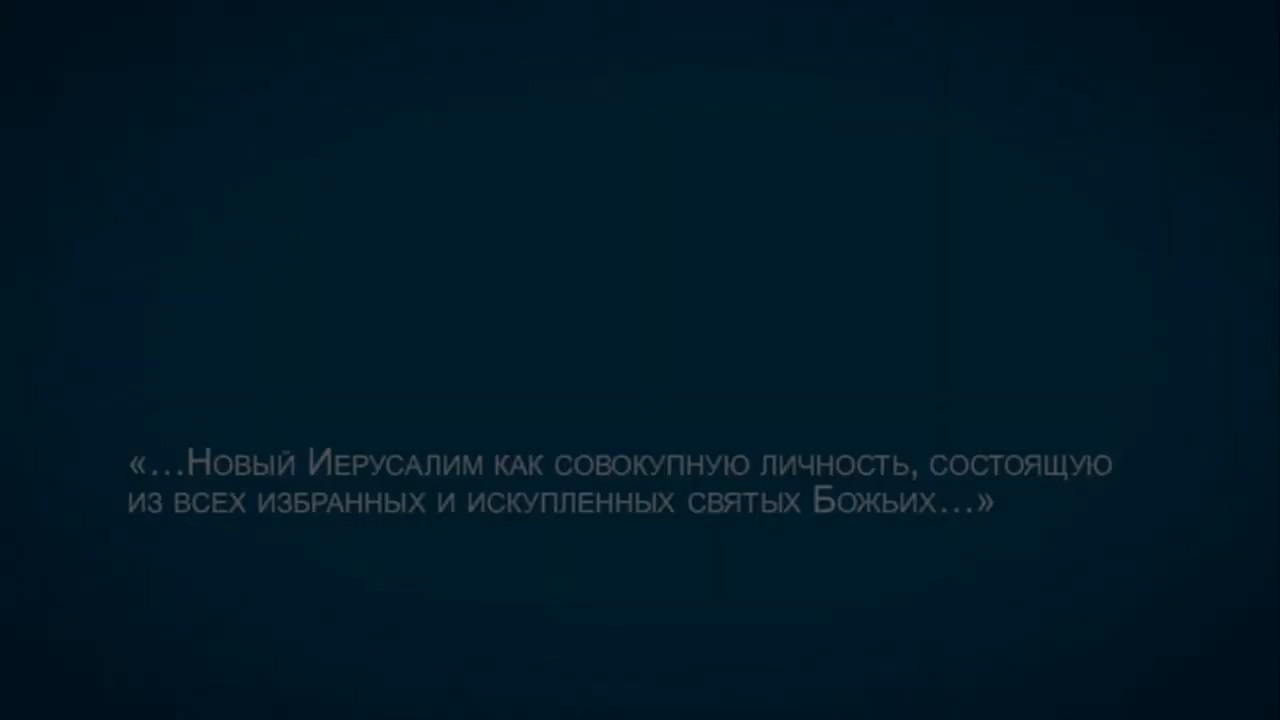 «…Новый Иерусалим как совокупную личность, состоящую
из всех избранных и искупленных святых Божьих…»